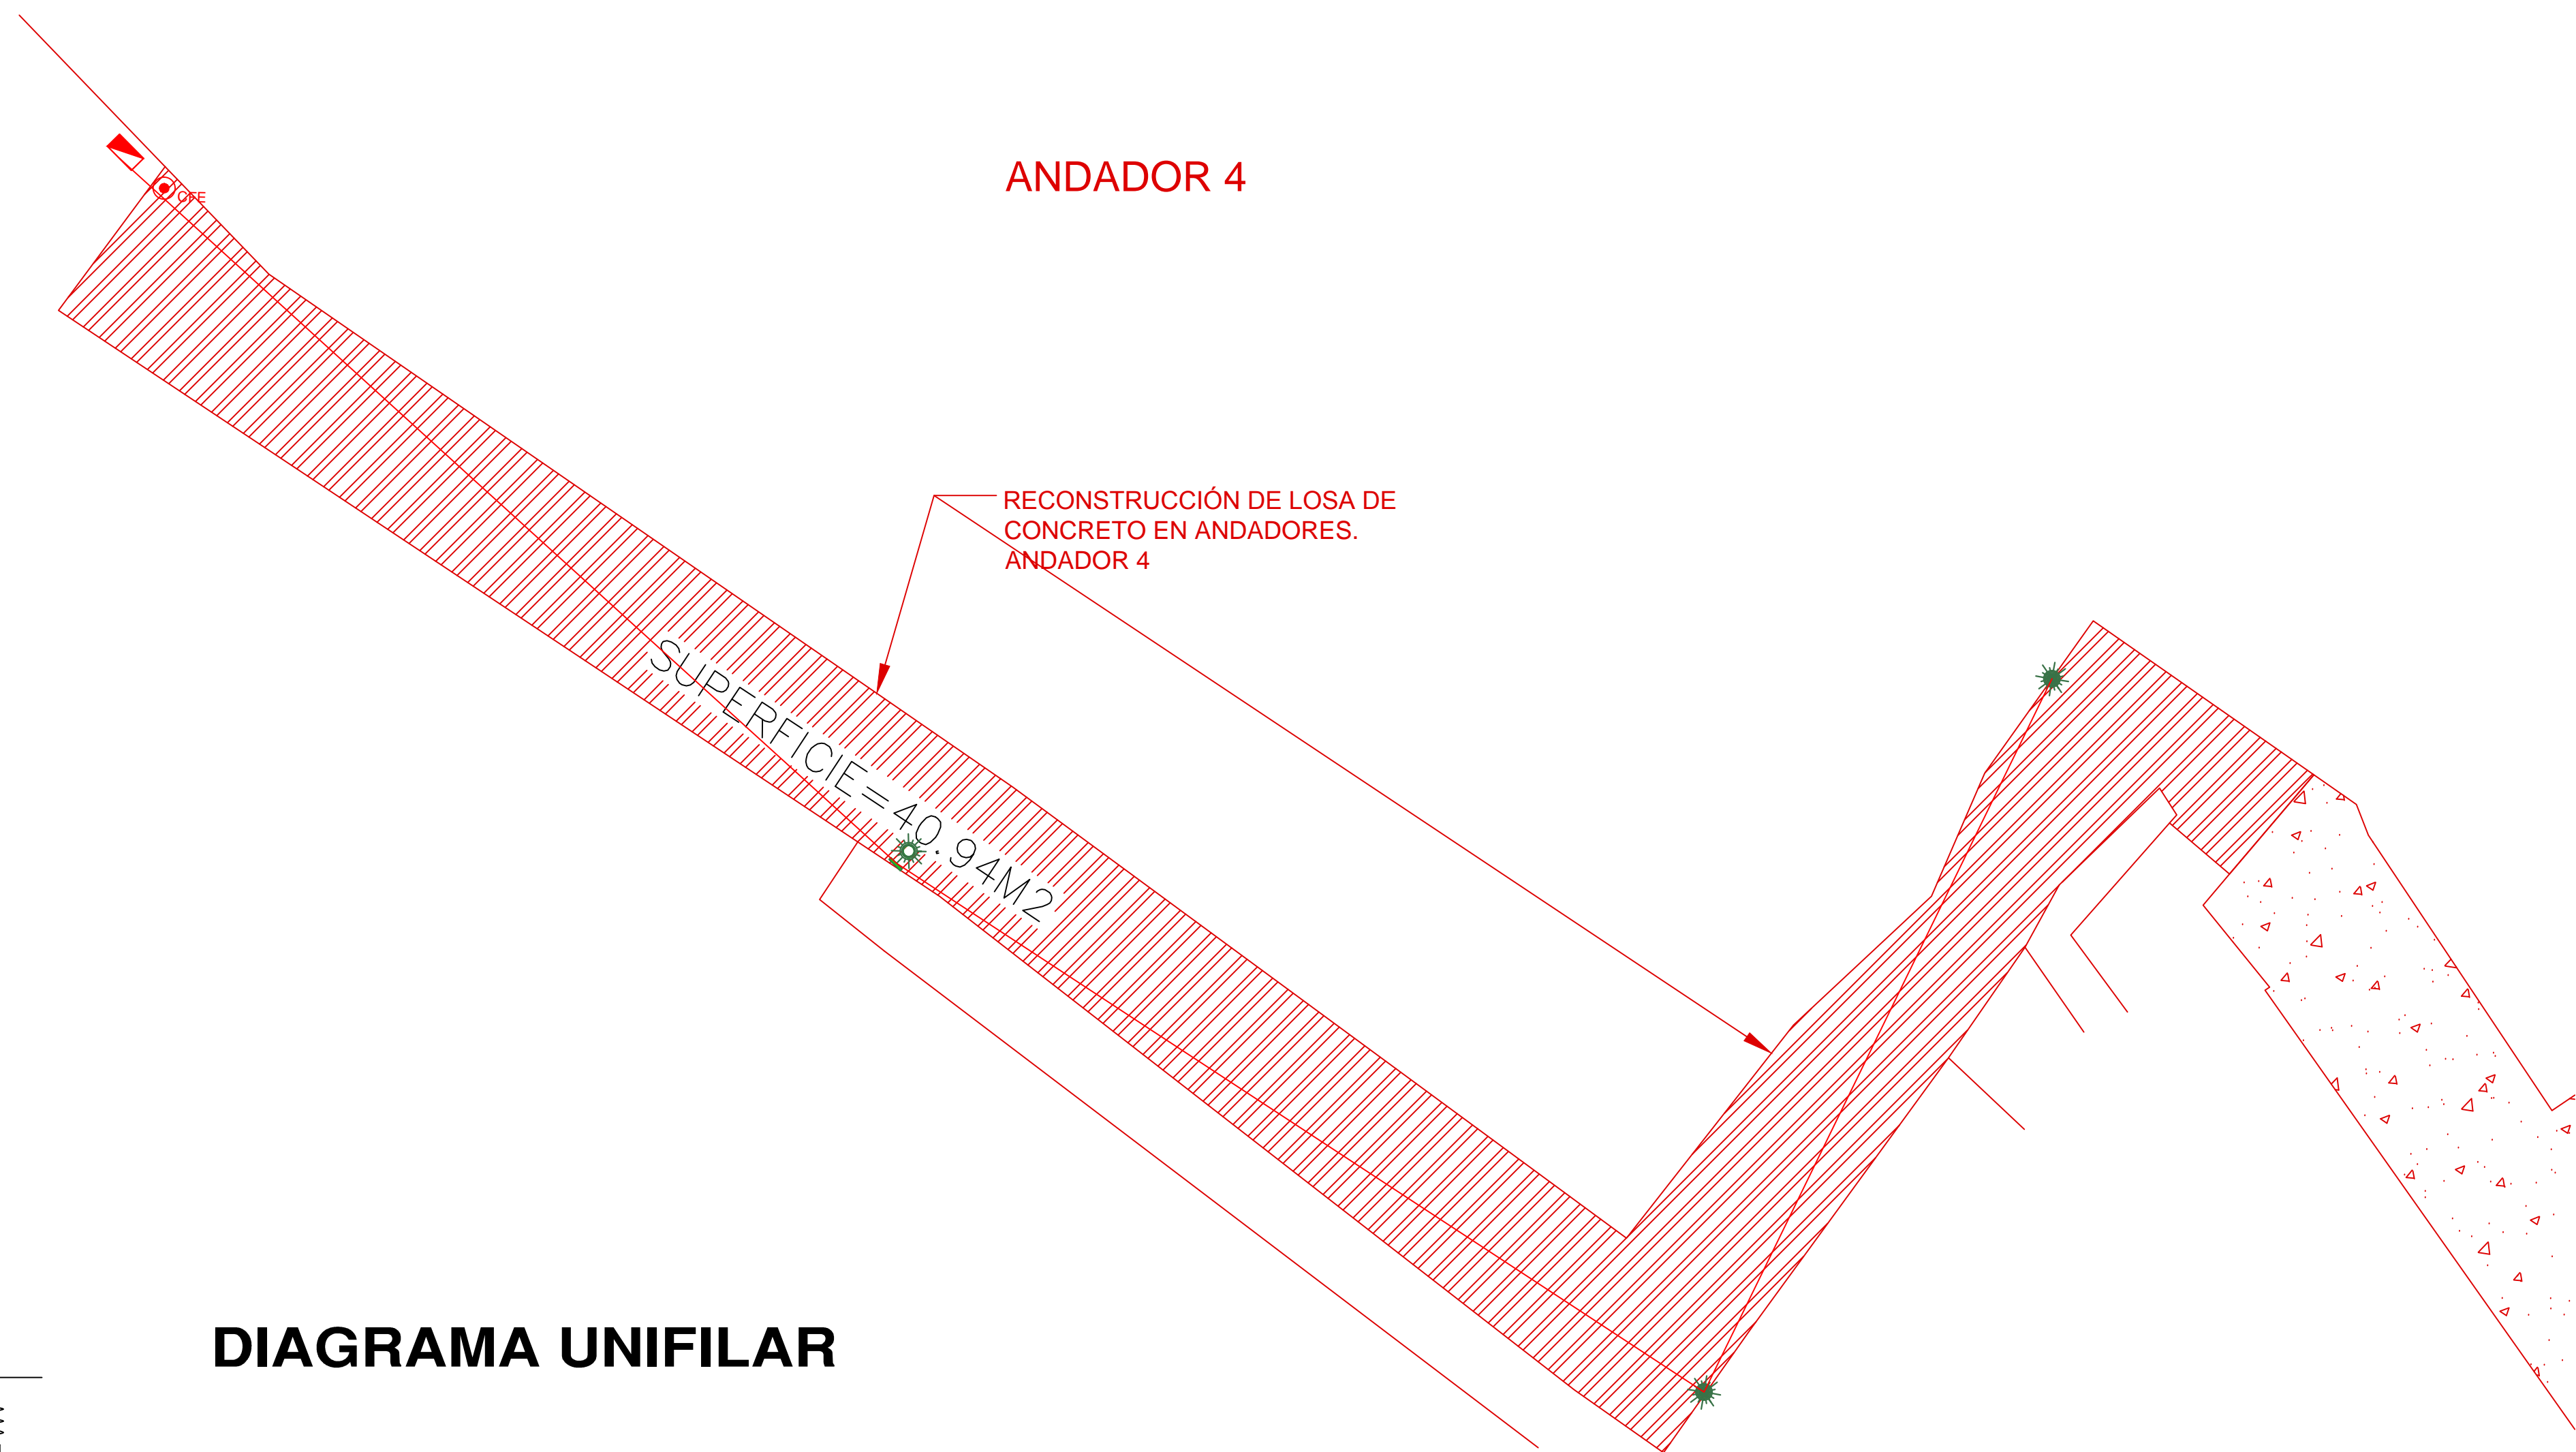 ANDADOR 4
CFE
RECONSTRUCCIÓN DE LOSA DE
CONCRETO EN ANDADORES.
ANDADOR 4
SUPERFICIE=40.94M2
DIAGRAMA UNIFILAR